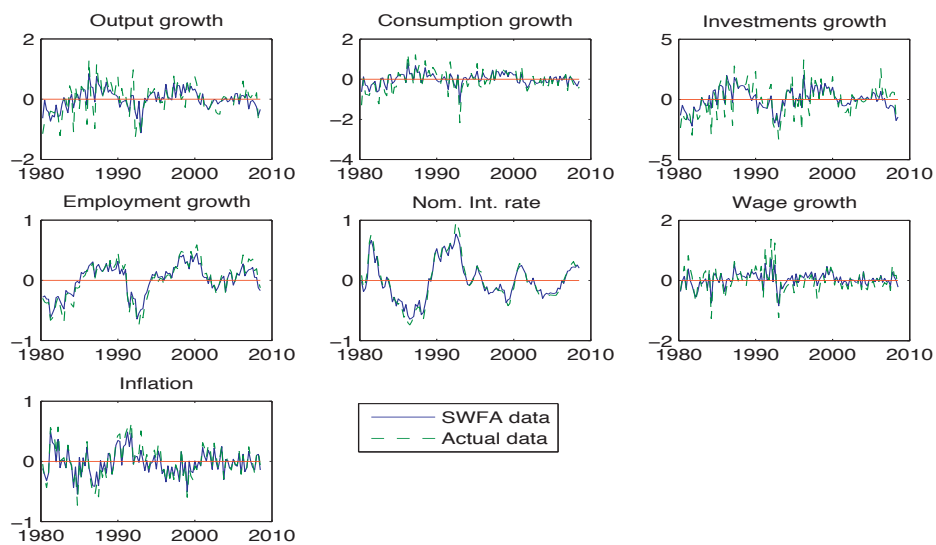 Output growth
2
0
−2
1980 1990 2000 2010
Consumption growth
2
0
−2
−4
1980 1990 2000 2010
Investments growth
5
0
−5
1980 1990 2000 2010
Employment growth
1
0
−1
1980 1990 2000 2010
Nom. Int. rate
1
0
−1
1980 1990 2000 2010
Wage growth
2
0
−2
1980 1990 2000 2010
Inflation
1
0
−1
1980 1990 2000 2010
SWFA data
Actual data